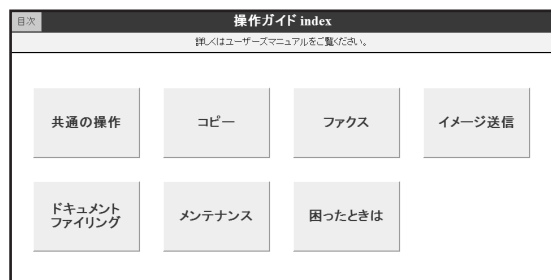 目次
操作ガイド index
詳しくはユーザーズマニュアルをご覧ください。
共通の操作
コピー
ファクス
イメージ送信
ドキュメント
ファイリング
メンテナンス
困ったときは